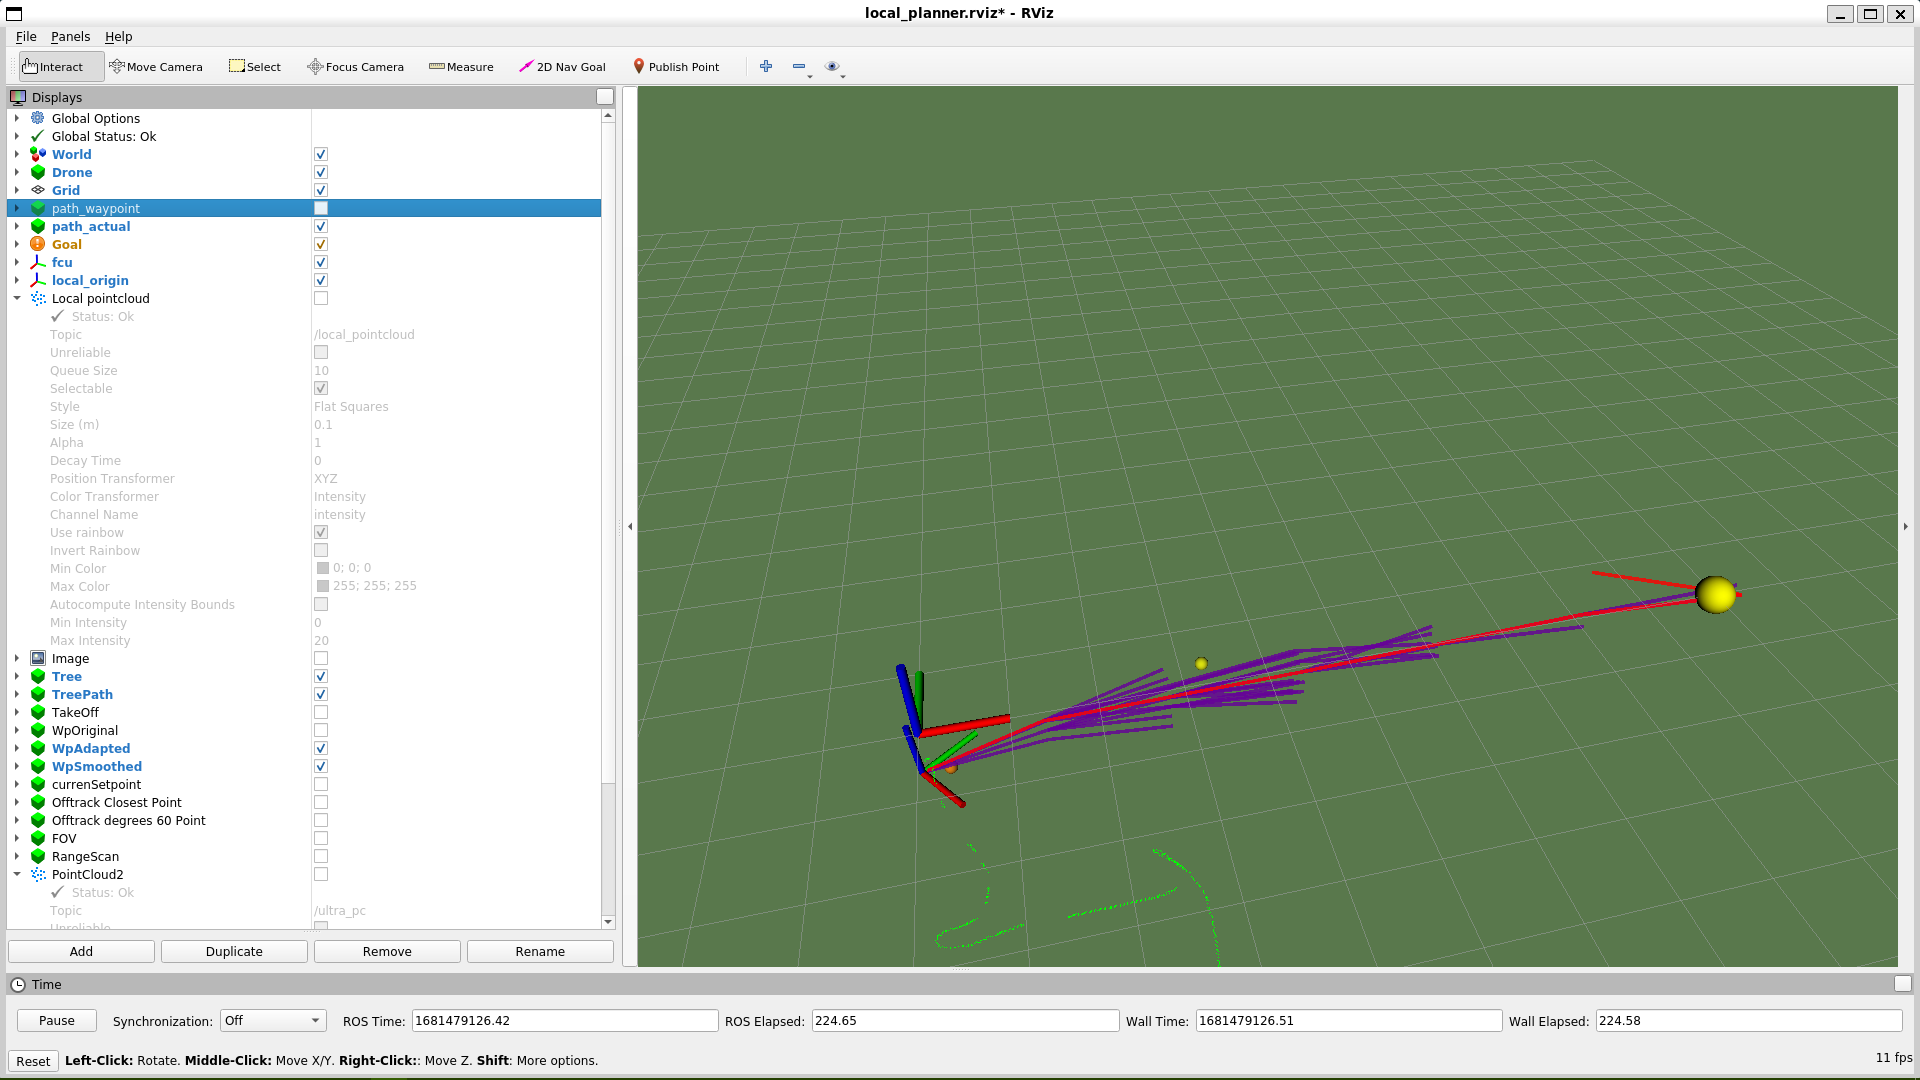 local_planner.rviz* - RViz
File Panels Help
Interact Move Camera Select Focus Camera Measure 2D Nav Goal Publish Point
Displays
Global Options
Global Status: Ok
World
Drone
Grid
path_waypoint
path_actual
Goal
fcu
local_origin
Local pointcloud
Status: Ok
Topic /local_pointcloud
Unreliable
Queue Size 10
Selectable
Style Flat Squares
Size (m) 0.1
Alpha 1
Decay Time 0
Position Transformer XYZ
Color Transformer Intensity
Channel Name intensity
Use rainbow
Invert Rainbow
Min Color 0; 0; 0
Max Color 255; 255; 255
Autocompute Intensity Bounds
Min Intensity 0
Max Intensity 20
Image
Tree
TreePath
TakeOff
WpOriginal
WpAdapted
WpSmoothed
currenSetpoint
Offtrack Closest Point
Offtrack degrees 60 Point
FOV
RangeScan
PointCloud2
Status: Ok
Topic /ultra_pc
Unreliable
Add Duplicate Remove Rename
Time
Pause Synchronization: Off ROS Time: 1681479126.42 ROS Elapsed: 224.65 Wall Time: 1681479126.51 Wall Elapsed: 224.58
Reset Left-Click: Rotate. Middle-Click: Move X/Y. Right-Click:: Move Z. Shift: More options. 11 fps